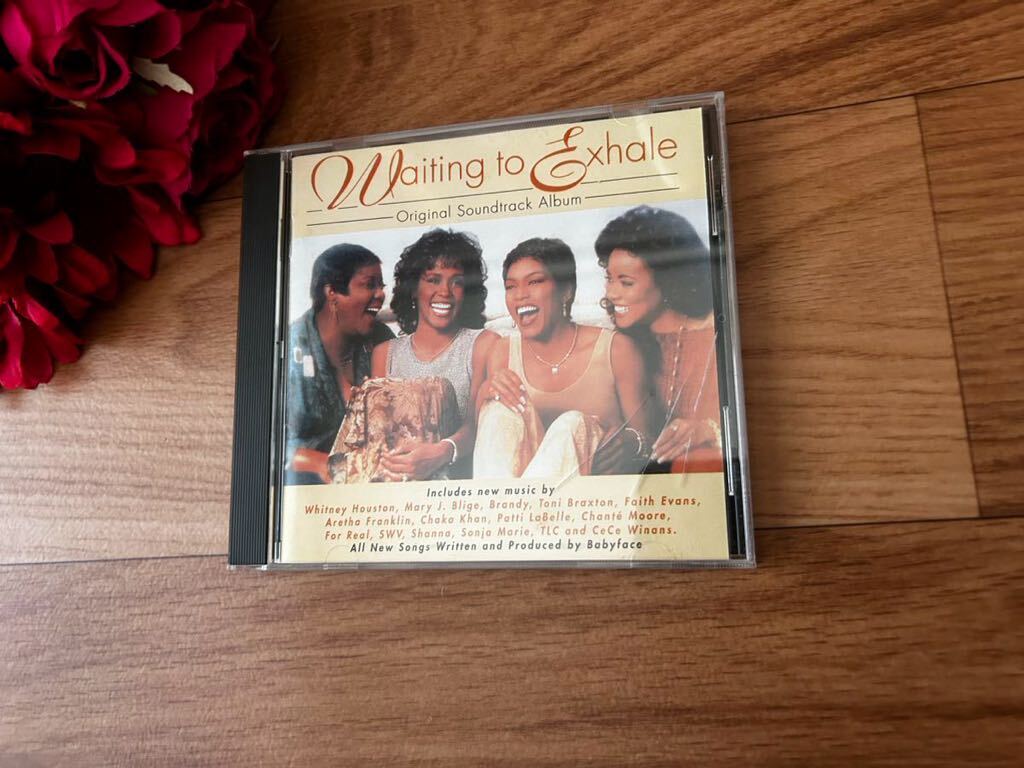 Waiting to Exhale
Original Soundtrack Album
Includes new music by
Whitney Houston, Mary J. Blige, Brandy, Toni Braxton, Faith Evans,
Aretha Franklin, Chaka Khan, Patti LaBelle, Chanté Moore,
For Real, SWV, Shanna, Sonja Marie, TLC and CeCe Winans.
All New Songs Written and Produced by Babyface